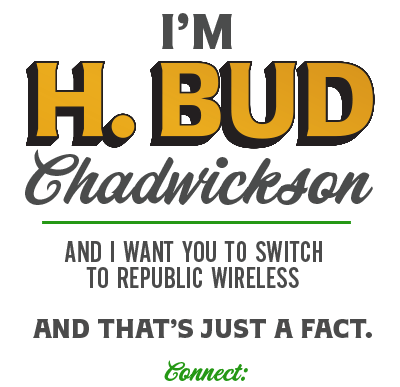 I'M
H. BUD
Chadwickson
AND I WANT YOU TO SWITCH
TO REPUBLIC WIRELESS
AND THAT'S JUST A FACT.
Connect: